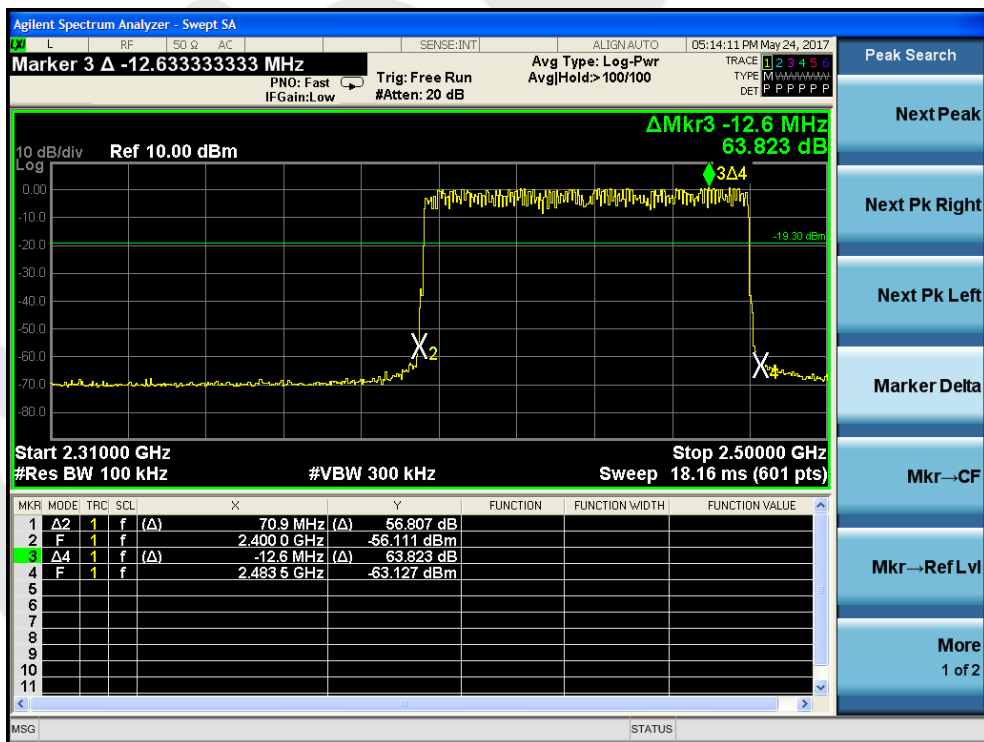 Agilent Spectrum Analyzer - Swept SA
LXI L RF 50 Ω AC SENSE:INT ALIGN AUTO 05:14:11 PM May 24, 2017
Marker 3 Δ -12.633333333 MHz
PNO: Fast
IFGain:Low
Trig: Free Run
#Atten: 20 dB
Avg Type: Log-Pwr
Avg|Hold:> 100/100
TRACE 1 2 3 4 5 6
TYPE M
DET P P P P P P
ΔMkr3 -12.6 MHz
63.823 dB
10 dB/div Ref 10.00 dBm
Log
3Δ4
0.00
-10.0
-20.0
-19.30 dBm
-30.0
-40.0
-50.0
2
-60.0
4
-70.0
-80.0
Start 2.31000 GHz Stop 2.50000 GHz
#Res BW 100 kHz #VBW 300 kHz Sweep 18.16 ms (601 pts)
MKR MODE TRC SCL X Y FUNCTION FUNCTION WIDTH FUNCTION VALUE
1 Δ2 1 f (Δ) 70.9 MHz (Δ) 56.807 dB
2 F 1 f 2.400 0 GHz -56.111 dBm
3 Δ4 1 f (Δ) -12.6 MHz (Δ) 63.823 dB
4 F 1 f 2.483 5 GHz -63.127 dBm
5
6
7
8
9
10
11
MSG STATUS
Peak Search
Next Peak
Next Pk Right
Next Pk Left
Marker Delta
Mkr→CF
Mkr→Ref Lvl
More
1 of 2